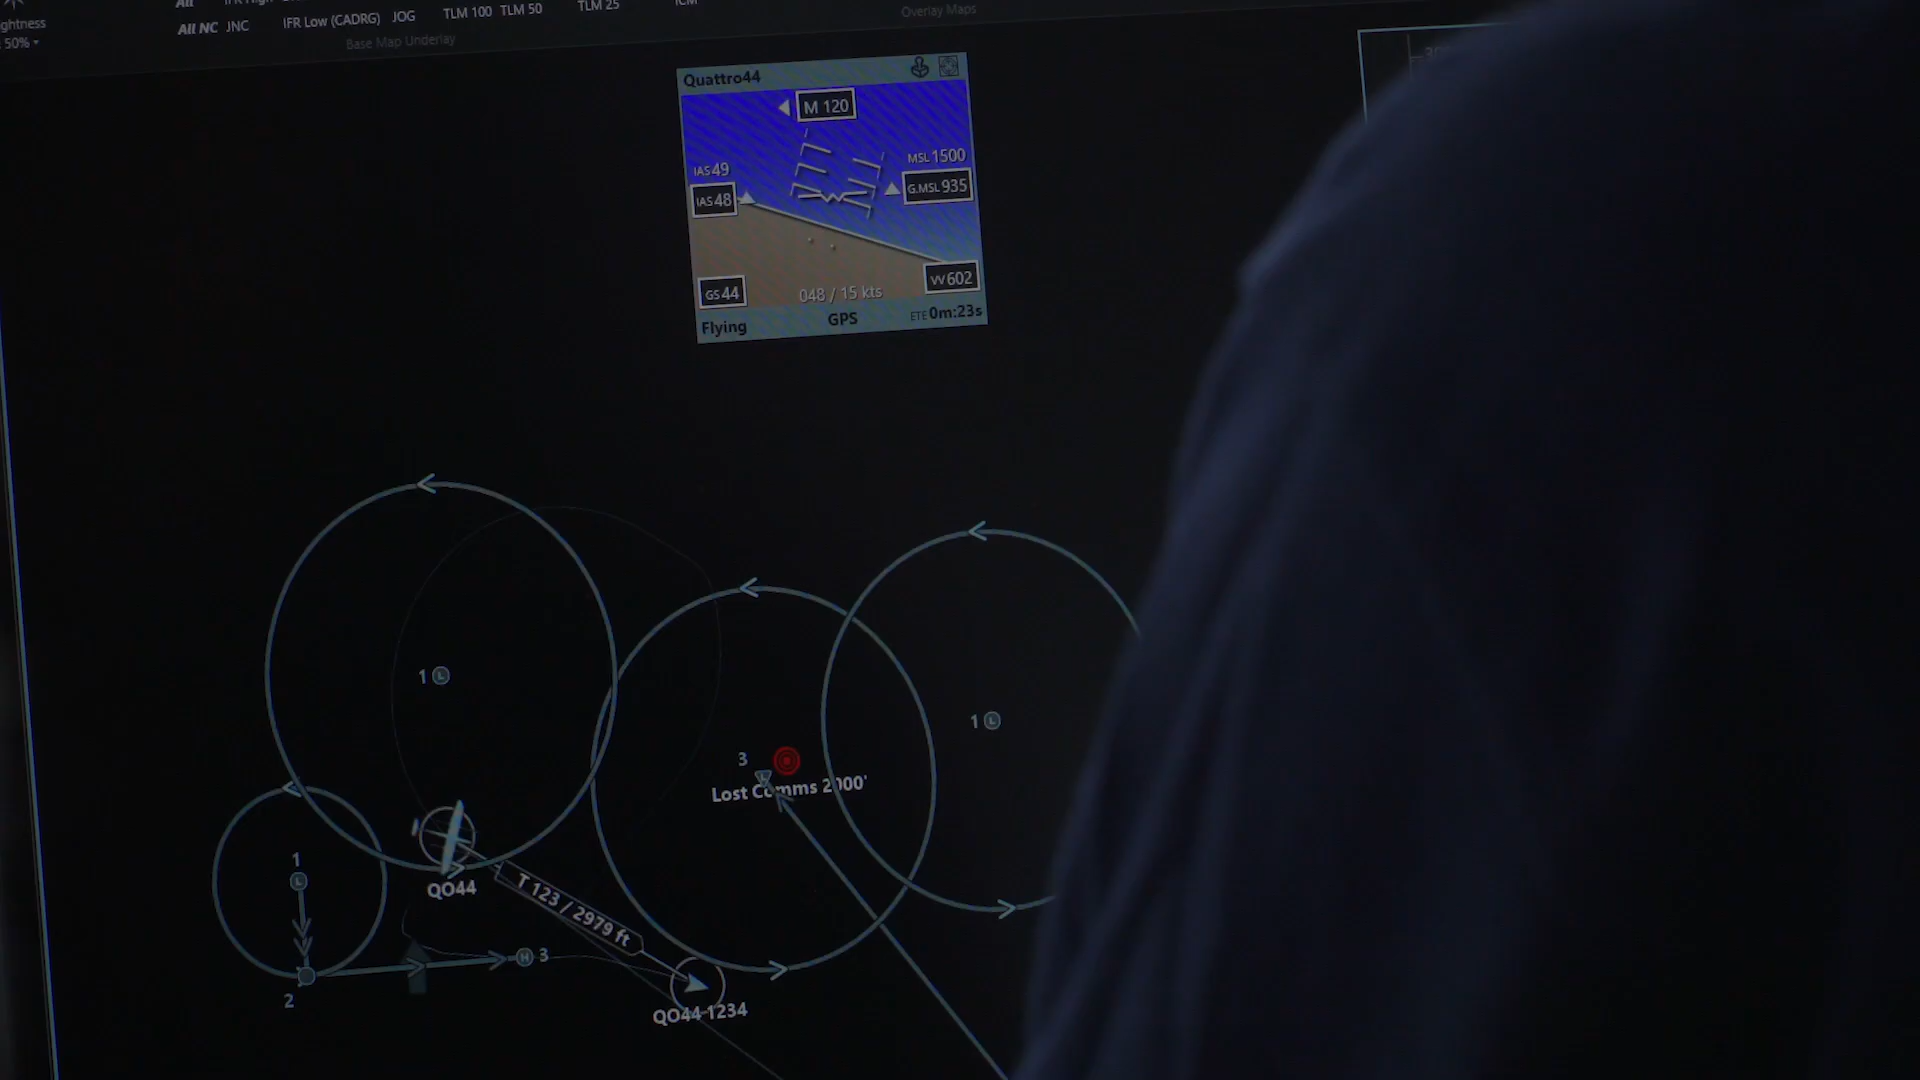 All
ghtness
50%
All NC JNC IFR Low (CADRG) JOG TLM 100 TLM 50 TLM 25
Base Map Underlay
Overlay Maps
Quattro44
M 120
IAS 49
MSL 1500
IAS 48
G.MSL 935
GS 44
048 / 15 kts
VV 602
Flying
GPS
ETE 0m:23s
1 L
1 L
3
Lost Comms 2000'
1
L
QO44
T 123 / 2979 ft
H 3
2
QO44-1234